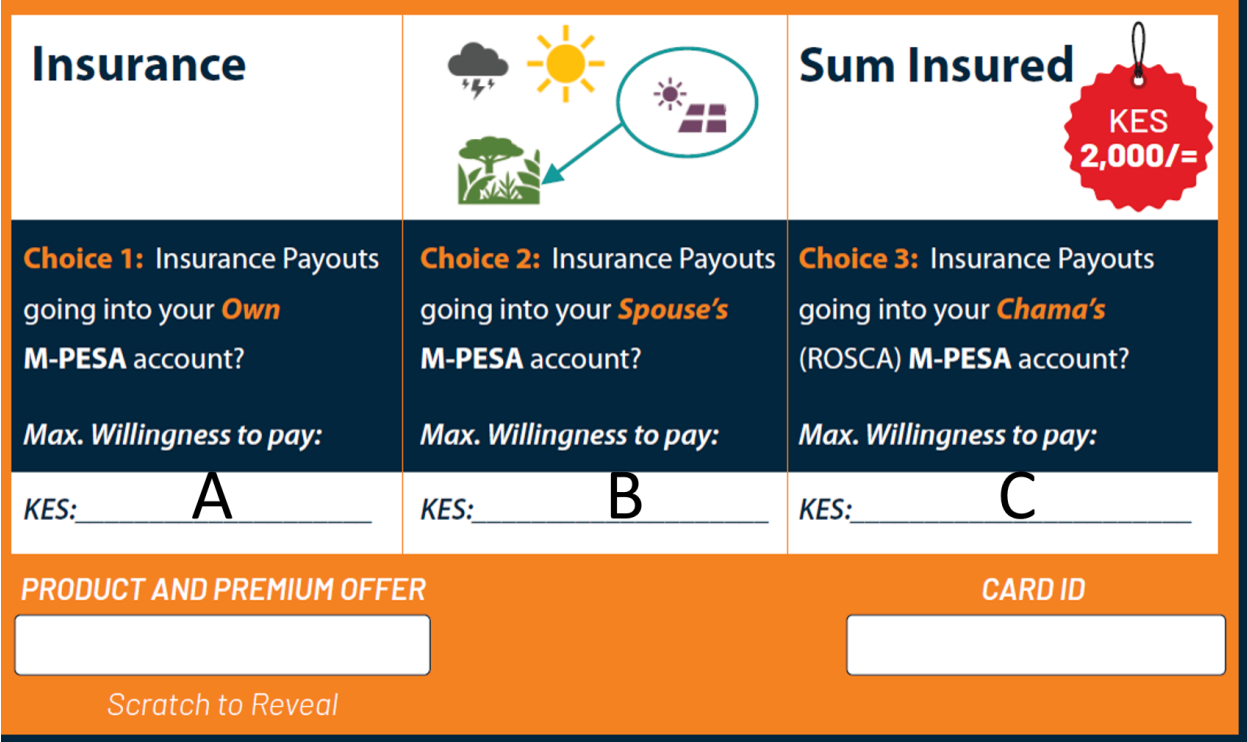 Insurance
Sum Insured
KES
2,000/=
Choice 1: Insurance Payouts
going into your Own
M-PESA account?
Max. Willingness to pay:
KES:____________________
A
Choice 2: Insurance Payouts
going into your Spouse's
M-PESA account?
Max. Willingness to pay:
KES:____________________
B
Choice 3: Insurance Payouts
going into your Chama's
(ROSCA) M-PESA account?
Max. Willingness to pay:
KES:_______________________
C
PRODUCT AND PREMIUM OFFER
Scratch to Reveal
CARD ID